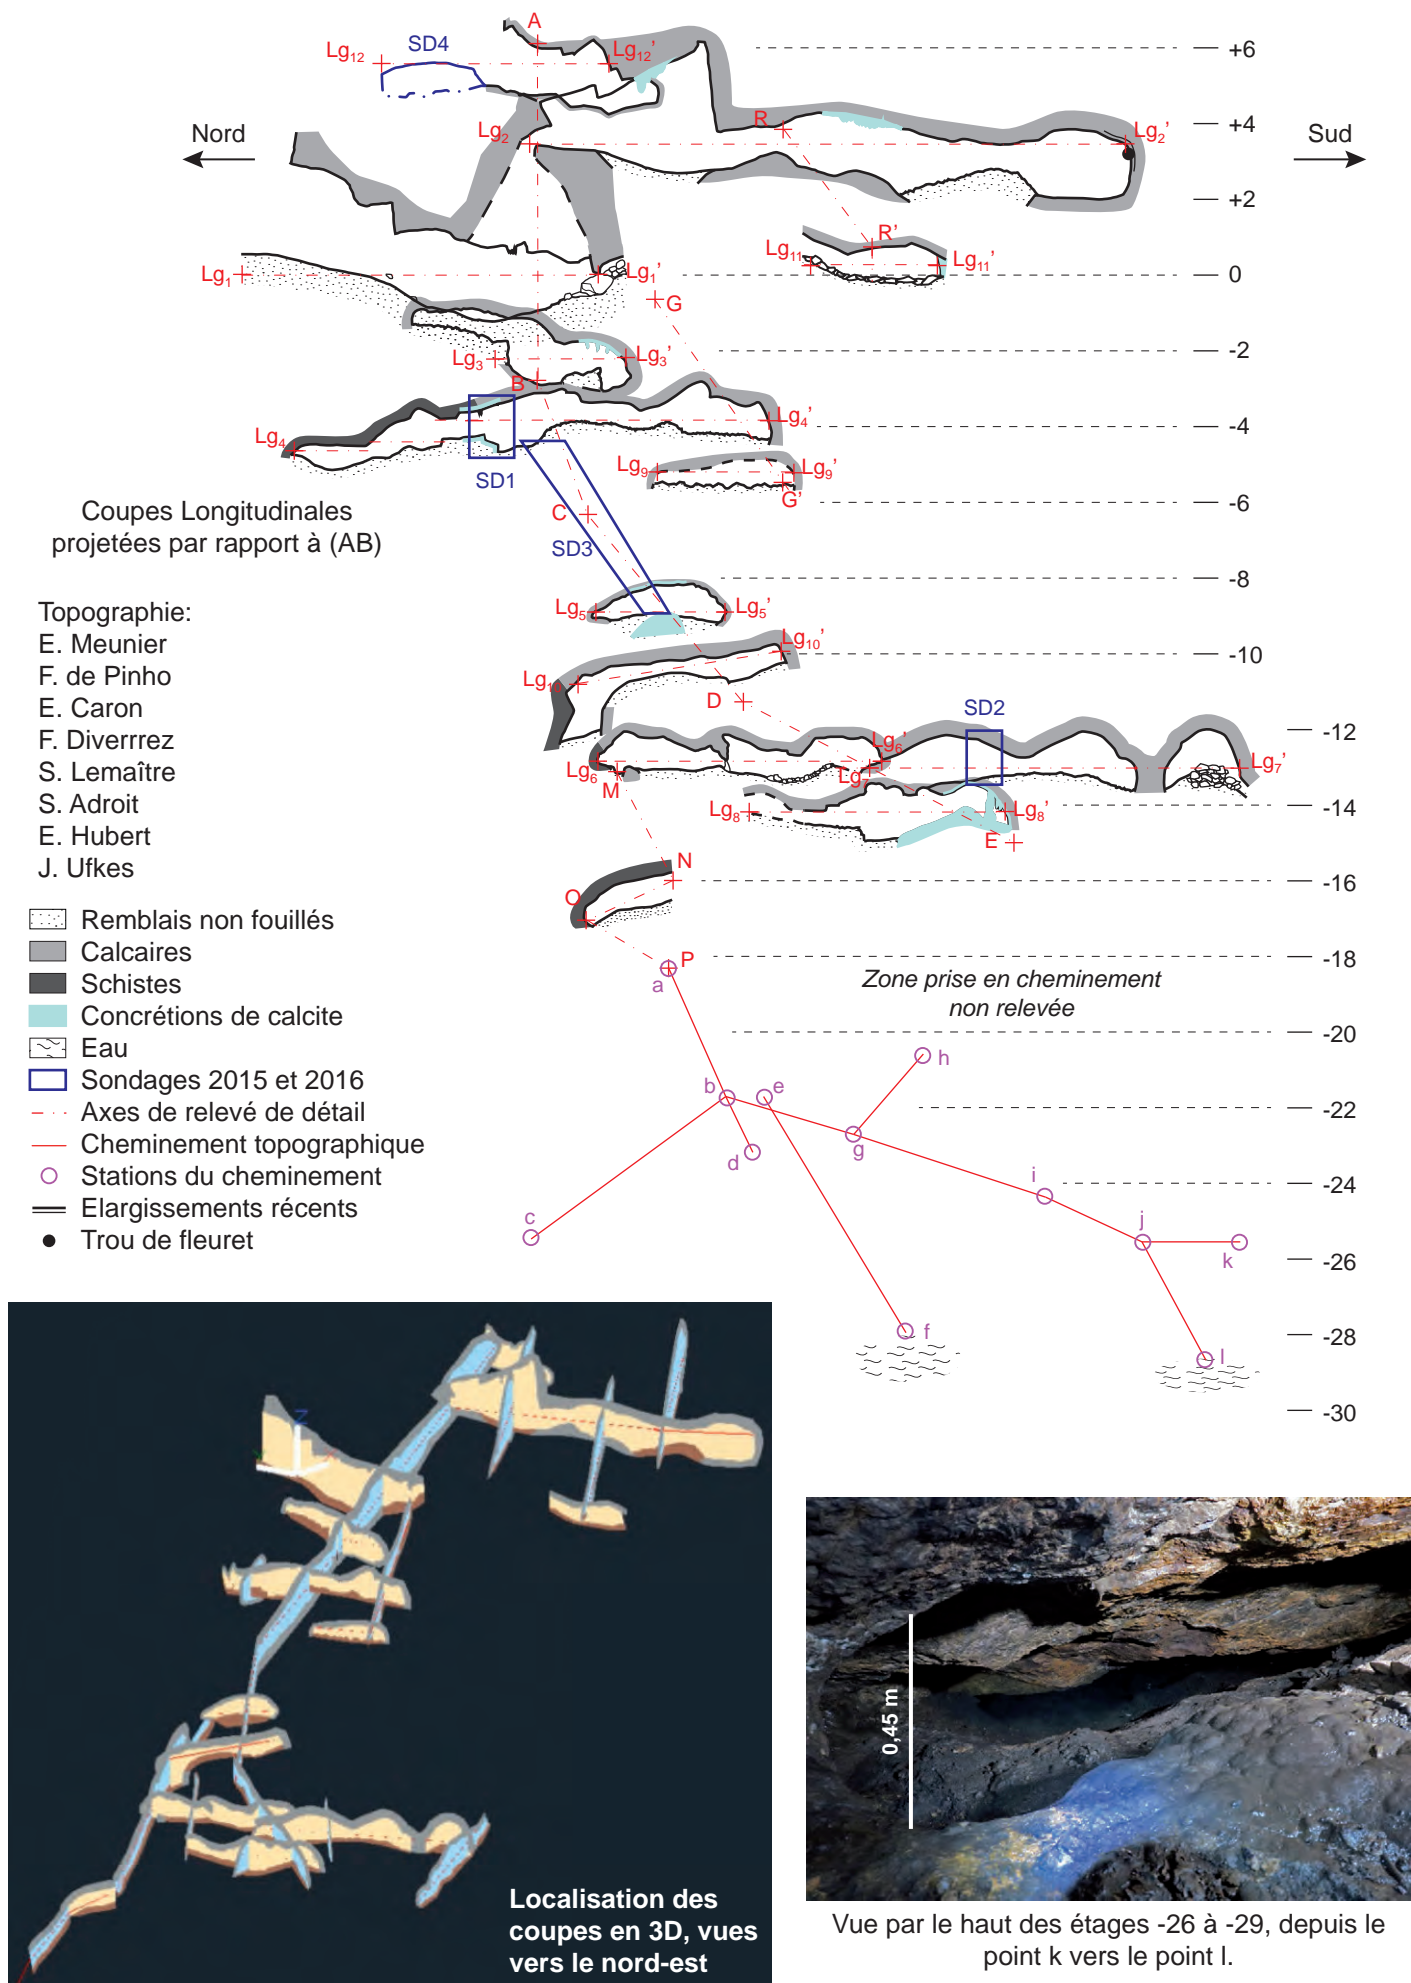 A
Lg12
SD4
Lg12'
+6
Nord
Lg2
R
+4
Lg2'
Sud
+2
R'
Lg11
Lg11'
Lg1
Lg1'
0
G
Lg3
Lg3'
-2
B
Lg4
Lg4'
-4
SD1
Lg9
Lg9'
G'
-6
Coupes Longitudinales
projetées par rapport à (AB)
C
SD3
-8
Lg5
Lg5'
Topographie:
E. Meunier
F. de Pinho
E. Caron
F. Diverrrez
S. Lemaître
S. Adroit
E. Hubert
J. Ufkes
Lg10'
-10
Lg1
D
SD2
-12
Lg6
Lg6'
Lg7
Lg7'
M
Lg8
Lg8'
-14
E
N
-16
O
P
-18
a
Zone prise en cheminement
non relevée
-20
Remblais non fouillés
Calcaires
Schistes
Concrétions de calcite
Eau
Sondages 2015 et 2016
Axes de relevé de détail
Cheminement topographique
Stations du cheminement
Elargissements récents
Trou de fleuret
h
b
e
-22
g
d
-24
i
c
j
k
-26
f
-28
l
-30
Z
Localisation des
coupes en 3D, vues
vers le nord-est
0,45 m
Vue par le haut des étages -26 à -29, depuis le
point k vers le point l.